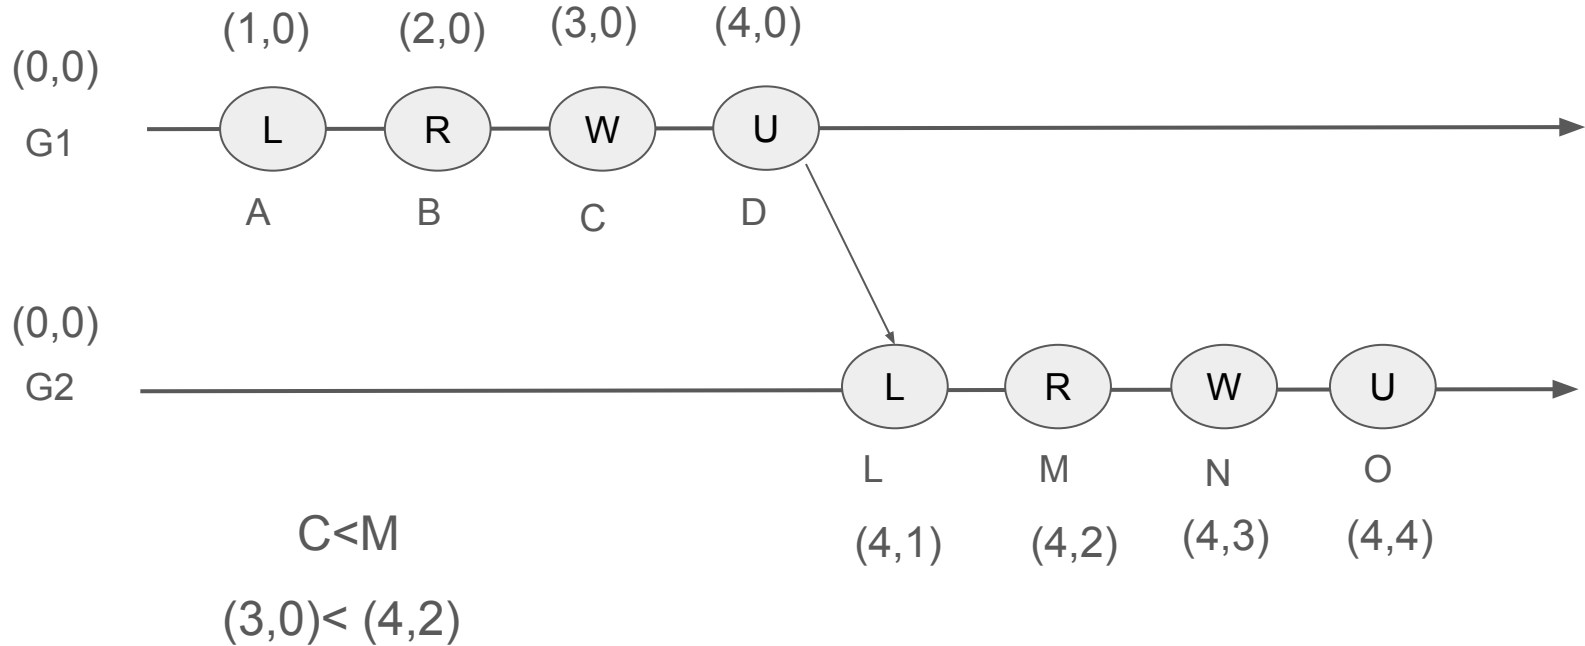 (1,0) (2,0) (3,0) (4,0)
(0,0)
L R W U
G1
A B C D
(0,0)
G2
L R W U
L M N O
(4,1) (4,2) (4,3) (4,4)
C<M
(3,0)< (4,2)